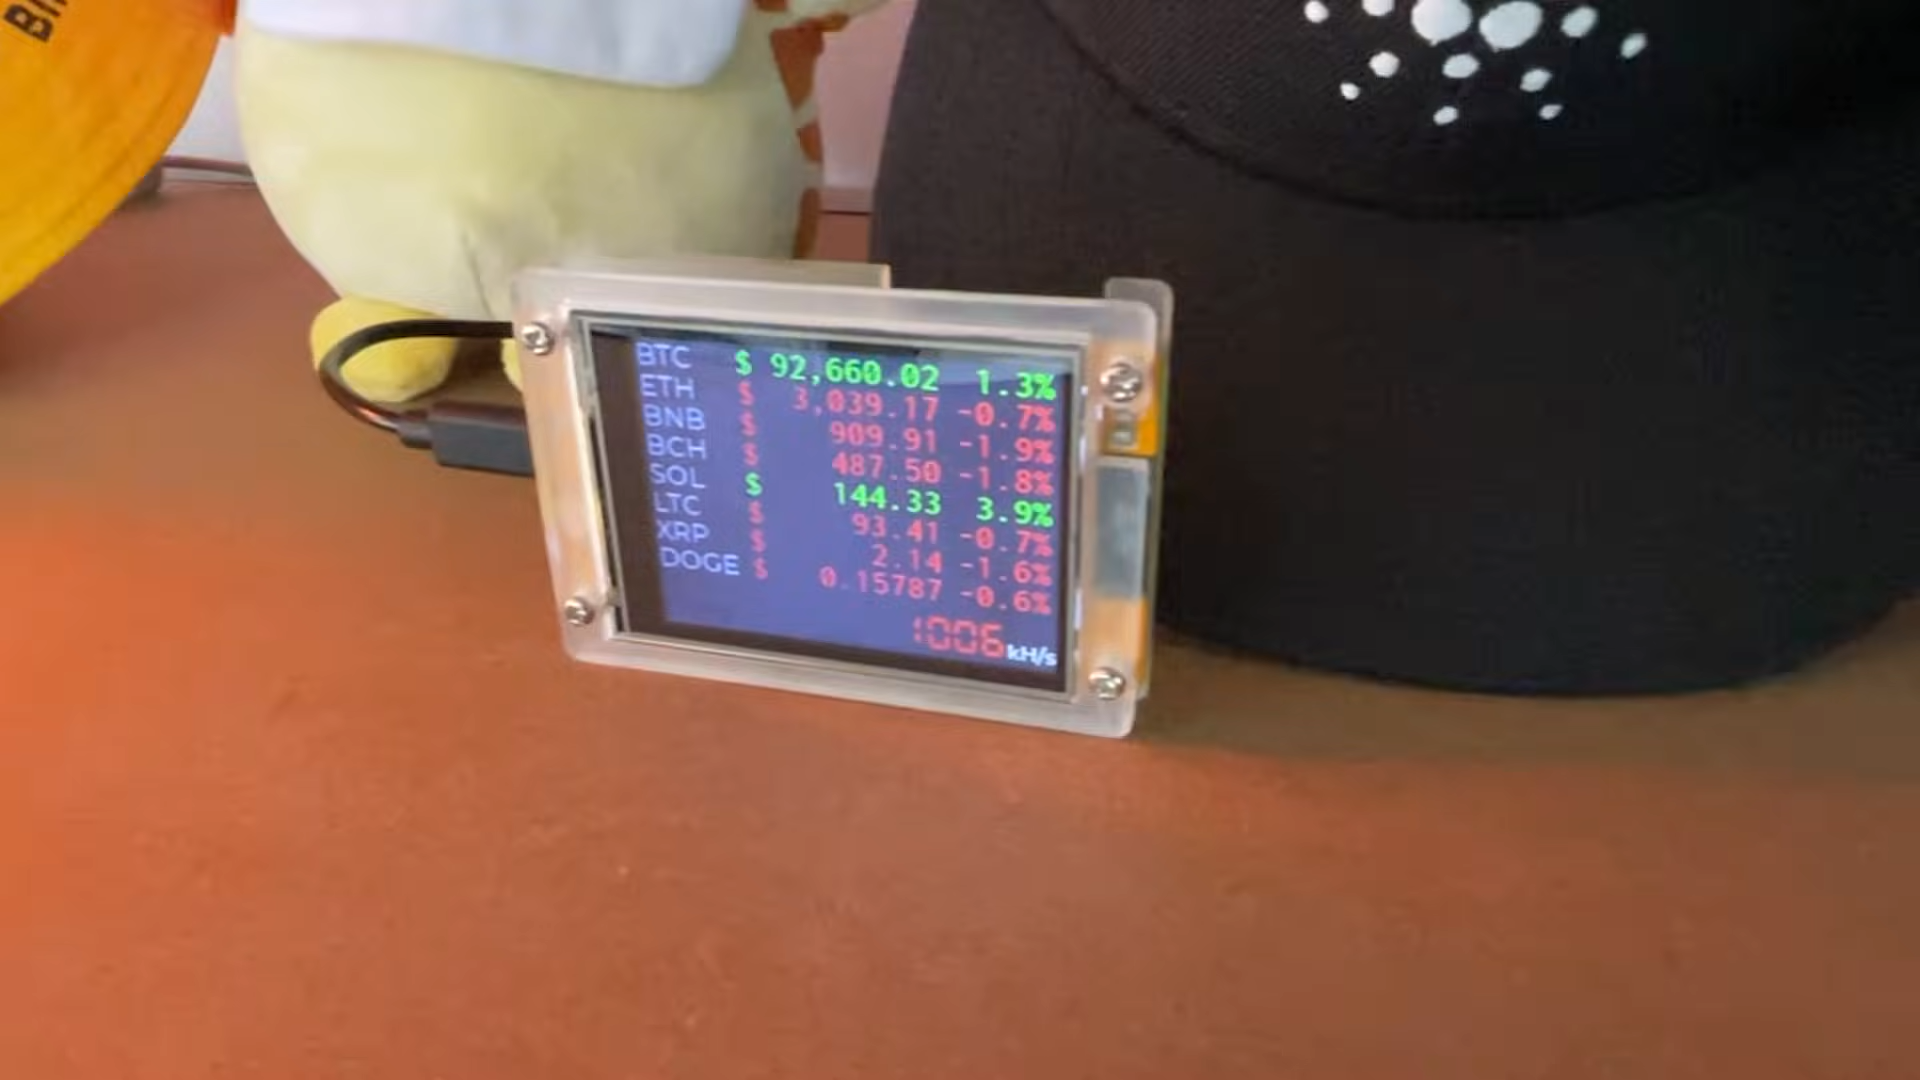 BTC $ 92,660.02 1.3%
ETH $ 3,039.17 -0.7%
BNB $ 909.91 -1.9%
BCH $ 487.50 -1.8%
SOL $ 144.33 3.9%
LTC $ 93.41 -0.7%
XRP $ 2.14 -1.6%
DOGE $ 0.15787 -0.6%
1006 kH/s